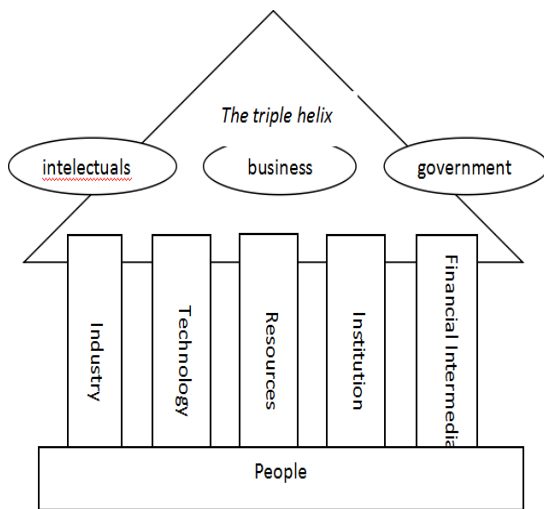 The triple helix
intelectuals
business
government
Industry
Technology
Resources
Institution
Financial Intermedia
People